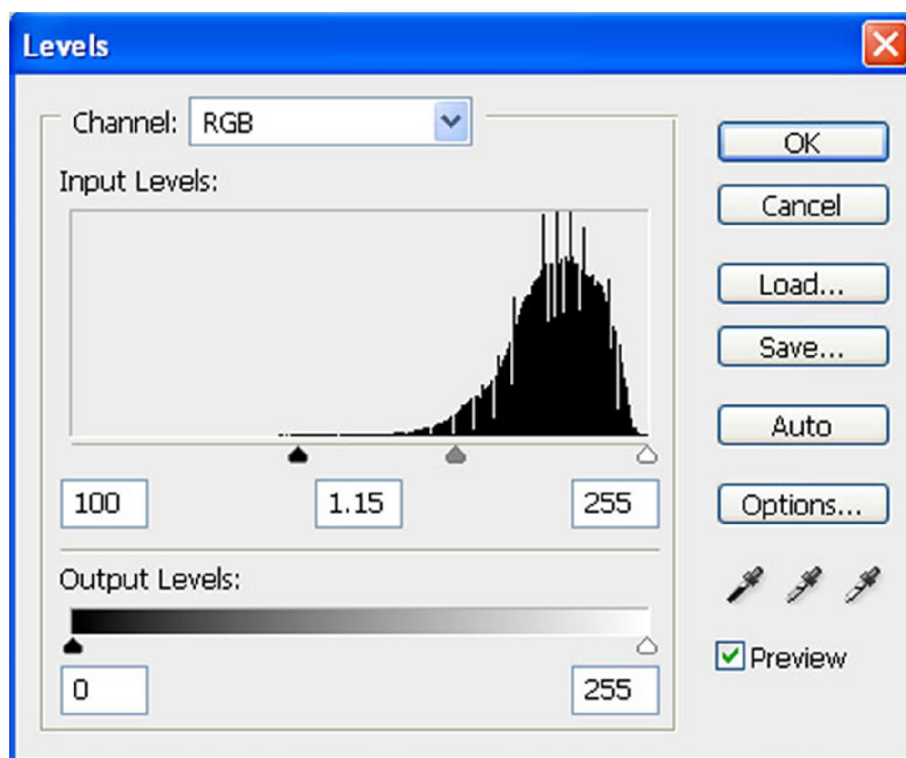 Levels
Channel: RGB
OK
Input Levels:
Cancel
Load...
Save...
Auto
100 1.15 255
Options...
Output Levels:
Preview
0 255